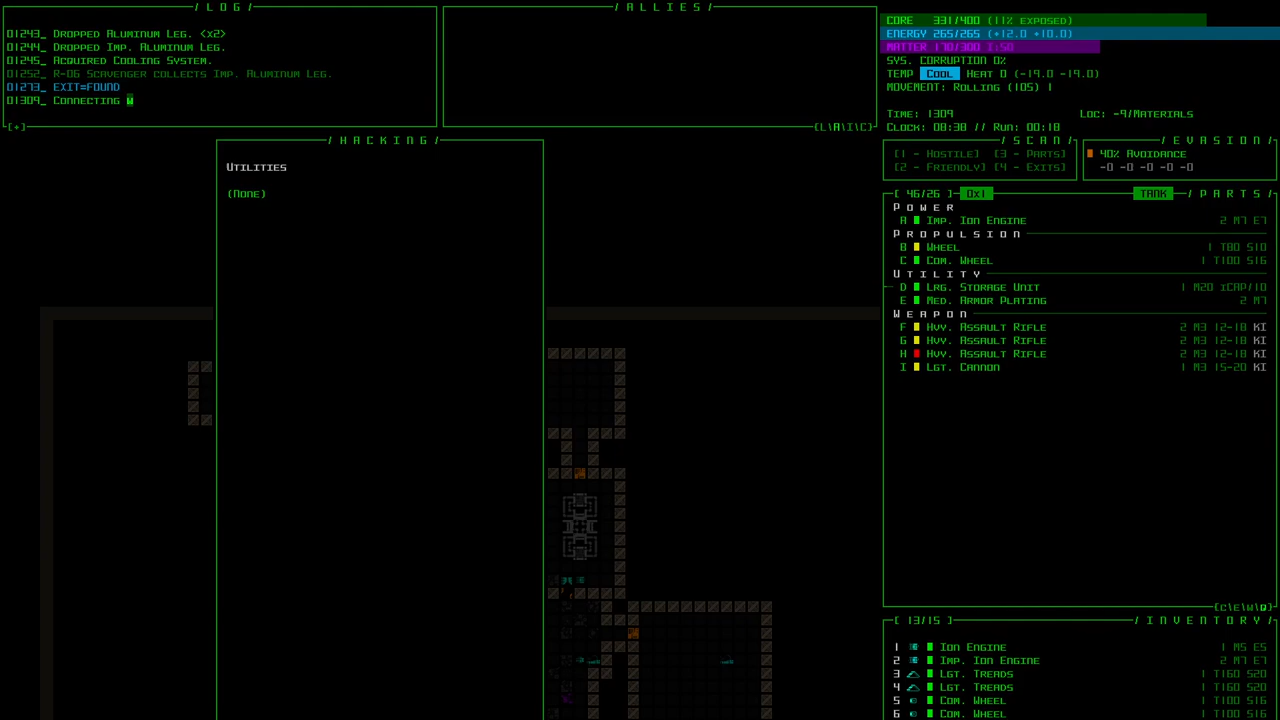 / L O G /
01243_ Dropped Aluminum Leg. <x2>
01244_ Dropped Imp. Aluminum Leg.
01245_ Acquired Cooling System.
01252_ R-06 Scavenger collects Imp. Aluminum Leg.
01273_ EXIT=FOUND
01309_ Connecting w
[+]
/ A L L I E S /
(L\A\I\C)
CORE 331/400 (11% exposed)
ENERGY 265/265 (+12.0 +10.0)
MATTER 170/300 I:50
SYS. CORRUPTION 0%
TEMP Cool Heat 0 (-19.0 -19.0)
MOVEMENT: Rolling (105) 1
Time: 1309 Loc: -9/Materials
Clock: 08:38 // Run: 00:18
/ S C A N /
[1 - Hostile] [3 - Parts]
[2 - Friendly] [4 - Exits]
/ E V A S I O N /
40% Avoidance
-0 -0 -0 -0 -0
/ H A C K I N G /
Utilities
(None)
[ 46/26 ] 0x1 TANK / P A R T S /
P o w e r
A Imp. Ion Engine 2 M7 E7
P r o p u l s i o n
B Wheel 1 T80 S10
C Com. Wheel 1 T100 S16
U t i l i t y
D Lrg. Storage Unit 1 M20 iCAP/10
E Med. Armor Plating 2 M7
W e a p o n
F Hvy. Assault Rifle 2 M3 12-18 KI
G Hvy. Assault Rifle 2 M3 12-18 KI
H Hvy. Assault Rifle 2 M3 12-18 KI
I Lgt. Cannon 1 M3 15-20 KI
(C\E\W\Q)
[ 13/15 ] / I N V E N T O R Y /
1 Ion Engine 1 M5 E5
2 Imp. Ion Engine 2 M7 E7
3 Lgt. Treads 1 T160 S20
4 Lgt. Treads 1 T160 S20
5 Com. Wheel 1 T100 S16
6 Com. Wheel 1 T100 S16